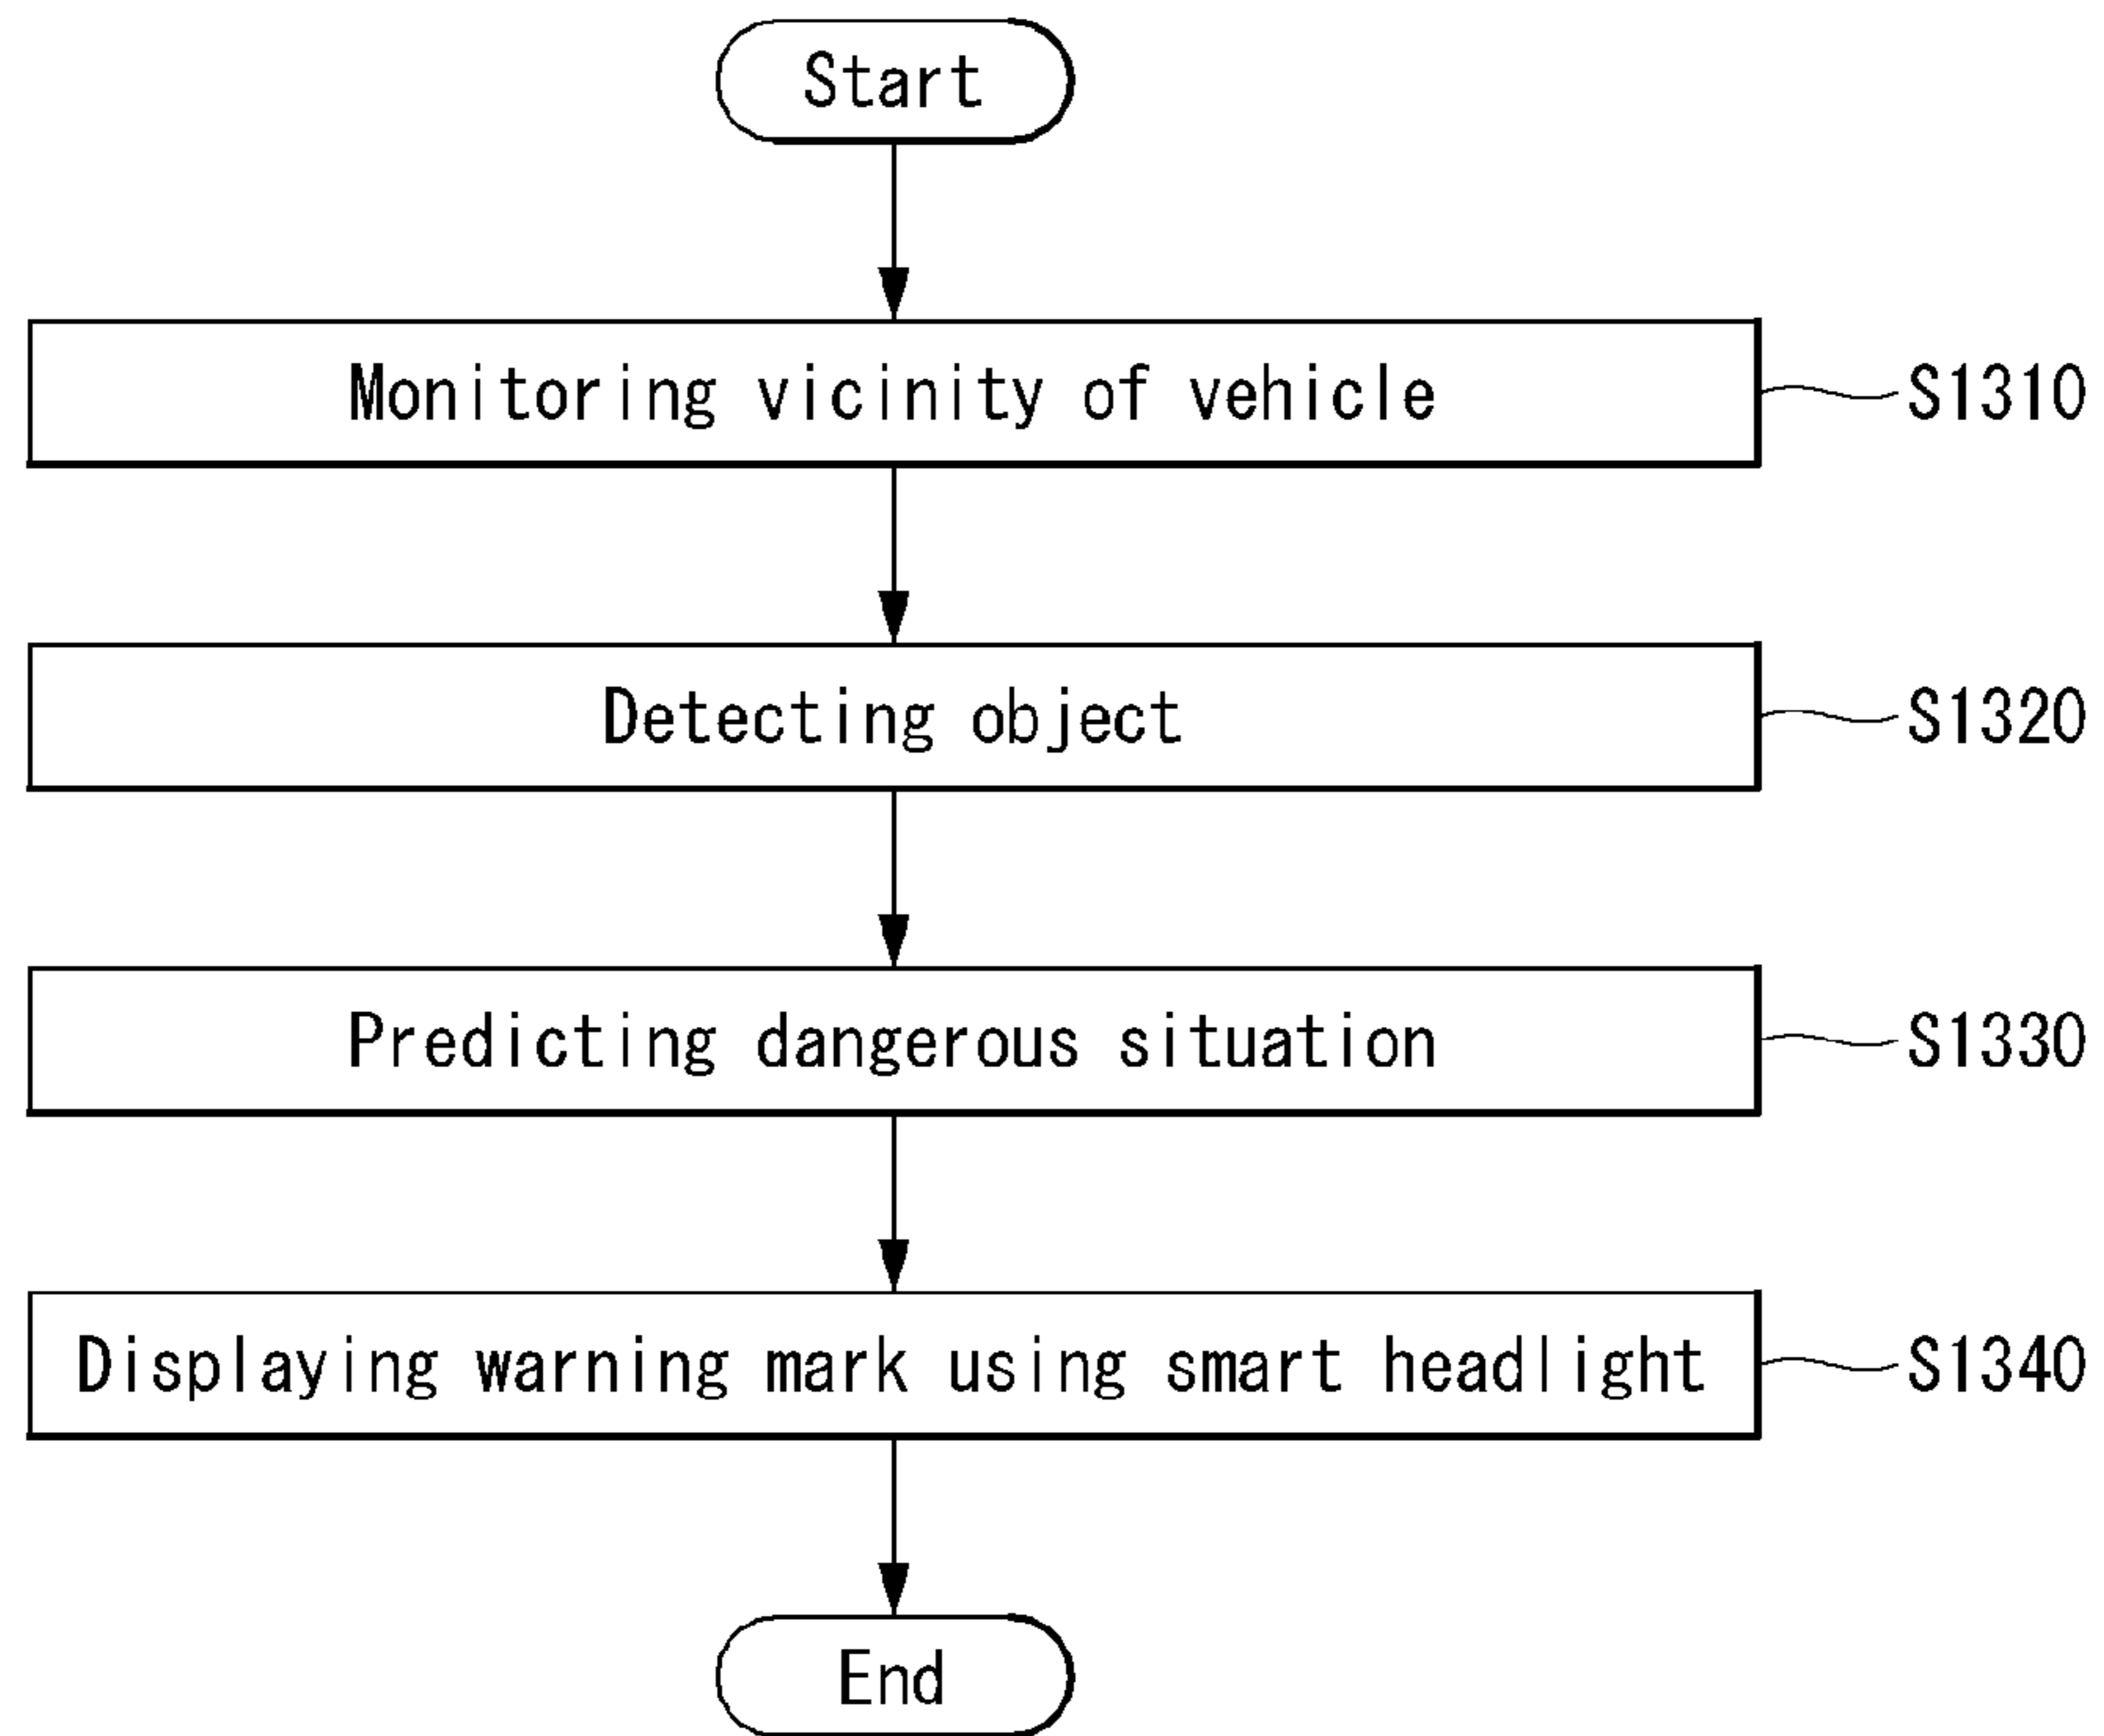 Start
Monitoring vicinity of vehicle S1310
Detecting object S1320
Predicting dangerous situation S1330
Displaying warning mark using smart headlight S1340
End